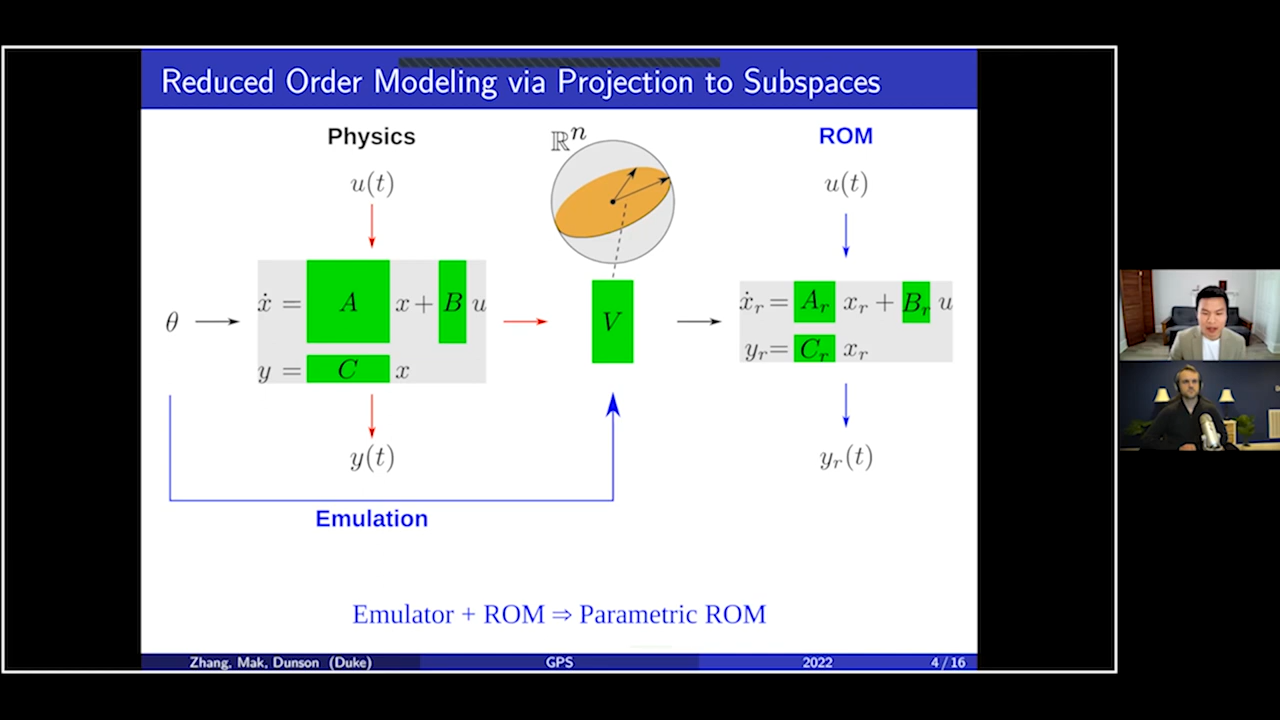 Reduced Order Modeling via Projection to Subspaces
Physics
ℝⁿ
ROM
u(t)
u(t)
θ
ẋ = A x + B u
y = C x
V
ẋᵣ = Aᵣ xᵣ + Bᵣ u
yᵣ = Cᵣ xᵣ
y(t)
yᵣ(t)
Emulation
Emulator + ROM ⇒ Parametric ROM
Zhang, Mak, Dunson (Duke) GPS 2022 4 / 16